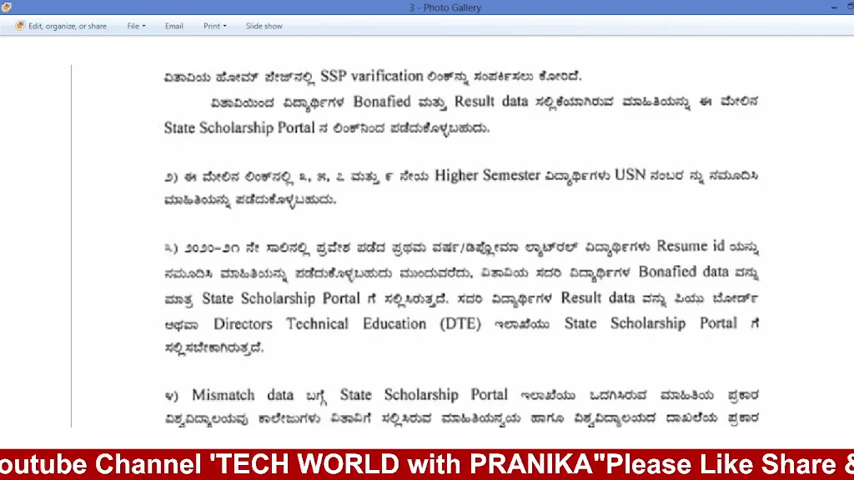 3 - Photo Gallery
Edit, organize, or share File Email Print Slide show
ವಿತಾವಿಯ ಹೋಮ್ ಪೇಜ್‌ನಲ್ಲಿ SSP varification ಲಿಂಕ್‌ನ್ನು ಸಂಪರ್ಕಿಸಲು ಕೋರಿದೆ.
ವಿತಾವಿಯಿಂದ ವಿದ್ಯಾರ್ಥಿಗಳ Bonafied ಮತ್ತು Result data ಸಲ್ಲಿಕೆಯಾಗಿರುವ ಮಾಹಿತಿಯನ್ನು ಈ ಮೇಲಿನ
State Scholarship Portal ನ ಲಿಂಕ್‌ನಿಂದ ಪಡೆದುಕೊಳ್ಳಬಹುದು.
೨) ಈ ಮೇಲಿನ ಲಿಂಕ್‌ನಲ್ಲಿ ೩, ೫, ೭ ಮತ್ತು ೯ ನೇಯ Higher Semester ವಿದ್ಯಾರ್ಥಿಗಳು USN ನಂಬರ ನ್ನು ನಮೂದಿಸಿ
ಮಾಹಿತಿಯನ್ನು ಪಡೆದುಕೊಳ್ಳಬಹುದು.
೩) ೨೦೨೦-೨೧ ನೇ ಸಾಲಿನಲ್ಲಿ ಪ್ರವೇಶ ಪಡೆದ ಪ್ರಥಮ ವರ್ಷ/ಡಿಪ್ಲೋಮಾ ಲ್ಯಾಟ್‌ರಲ್ ವಿದ್ಯಾರ್ಥಿಗಳು Resume id ಯನ್ನು
ನಮೂದಿಸಿ ಮಾಹಿತಿಯನ್ನು ಪಡೆದುಕೊಳ್ಳಬಹುದು ಮುಂದುವರೆದು, ವಿತಾವಿಯ ಸದರಿ ವಿದ್ಯಾರ್ಥಿಗಳ Bonafied data ವನ್ನು
ಮಾತ್ರ State Scholarship Portal ಗೆ ಸಲ್ಲಿಸಿರುತ್ತದೆ. ಸದರಿ ವಿದ್ಯಾರ್ಥಿಗಳ Result data ವನ್ನು ಪಿಯು ಬೋರ್ಡ್
ಅಥವಾ Directors Technical Education (DTE) ಇಲಾಖೆಯು State Scholarship Portal ಗೆ
ಸಲ್ಲಿಸಬೇಕಾಗಿರುತ್ತದೆ.
೪) Mismatch data ಬಗ್ಗೆ State Scholarship Portal ಇಲಾಖೆಯು ಒದಗಿಸಿರುವ ಮಾಹಿತಿಯ ಪ್ರಕಾರ
ವಿಶ್ವವಿದ್ಯಾಲಯವು ಕಾಲೇಜುಗಳು ವಿತಾವಿಗೆ ಸಲ್ಲಿಸಿರುವ ಮಾಹಿತಿಯನ್ವಯ ಹಾಗೂ ವಿಶ್ವವಿದ್ಯಾಲಯದ ದಾಖಲೆಯ ಪ್ರಕಾರ
outube Channel 'TECH WORLD with PRANIKA"Please Like Share &